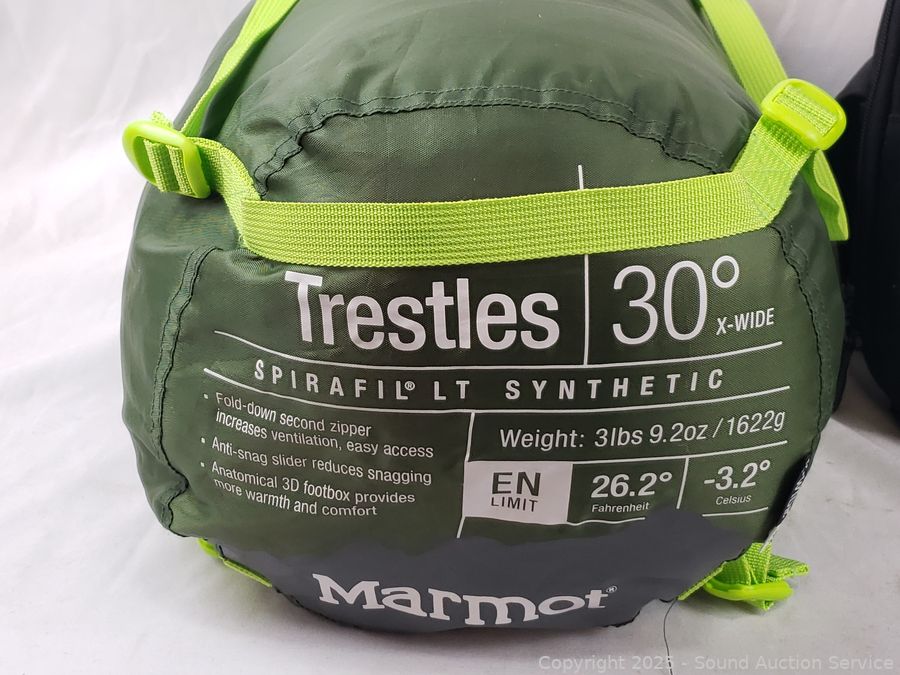 Trestles
30°
X-WIDE
SPIRAFIL® LT SYNTHETIC
• Fold-down second zipper
increases ventilation, easy access
• Anti-snag slider reduces snagging
• Anatomical 3D footbox provides
more warmth and comfort
Weight: 3lbs 9.2oz / 1622g
EN
LIMIT
26.2°
Fahrenheit
-3.2°
Celsius
Marmot®
Copyright 2025 - Sound Auction Service